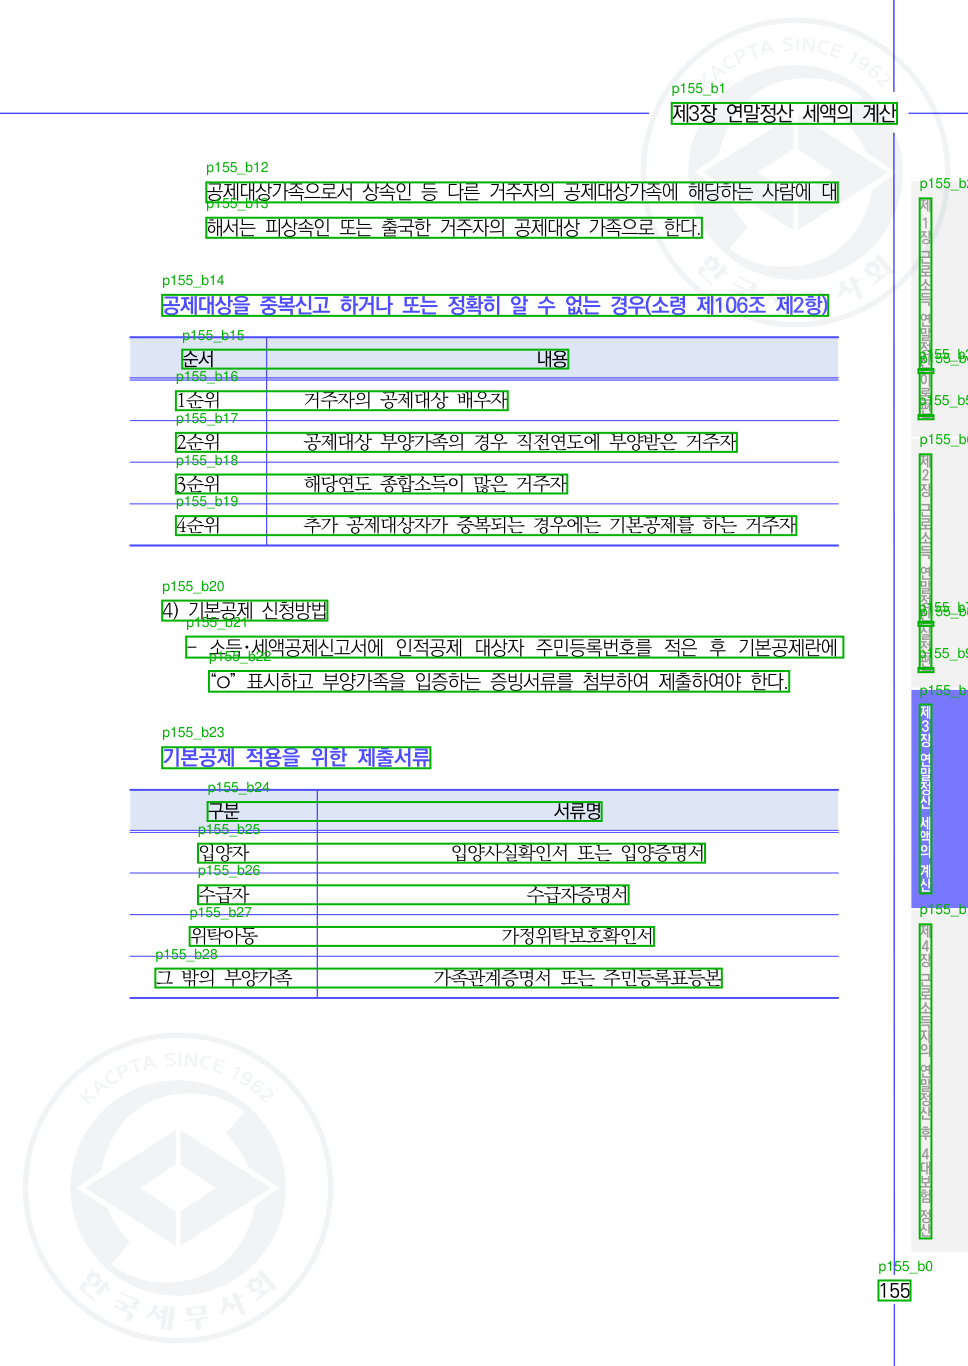 p155_b1
제3장 연말정산 세액의 계산
p155_b12
공제대상가족으로서 상속인 등 다른 거주자의 공제대상가족에 해당하는 사람에 대
p155_b13
해서는 피상속인 또는 출국한 거주자의 공제대상 가족으로 한다.
p155_b14
공제대상을 중복신고 하거나 또는 정확히 알 수 없는 경우(소령 제106조 제2항)
p155_b15
순서 내용
p155_b16
1순위 거주자의 공제대상 배우자
p155_b17
2순위 공제대상 부양가족의 경우 직전연도에 부양받은 거주자
p155_b18
3순위 해당연도 종합소득이 많은 거주자
p155_b19
4순위 추가 공제대상자가 중복되는 경우에는 기본공제를 하는 거주자
p155_b20
4) 기본공제 신청방법
p155_b21
- 소득·세액공제신고서에 인적공제 대상자 주민등록번호를 적은 후 기본공제란에
p155_b22
“o” 표시하고 부양가족을 입증하는 증빙서류를 첨부하여 제출하여야 한다.
p155_b23
기본공제 적용을 위한 제출서류
p155_b24
구분 서류명
p155_b25
입양자 입양사실확인서 또는 입양증명서
p155_b26
수급자 수급자증명서
p155_b27
위탁아동 가정위탁보호확인서
p155_b28
그 밖의 부양가족 가족관계증명서 또는 주민등록표등본
제1장 근로소득 연말정산
제2장 근로소득 연말정산
제3장 연말정산 세액의 계산
제4장 근로소득자의 연말정산 후 4대보험 정산
p155_b0
155
KACPTA SINCE 1962
한국세무사회
KACPTA SINCE 1962
한국세무사회